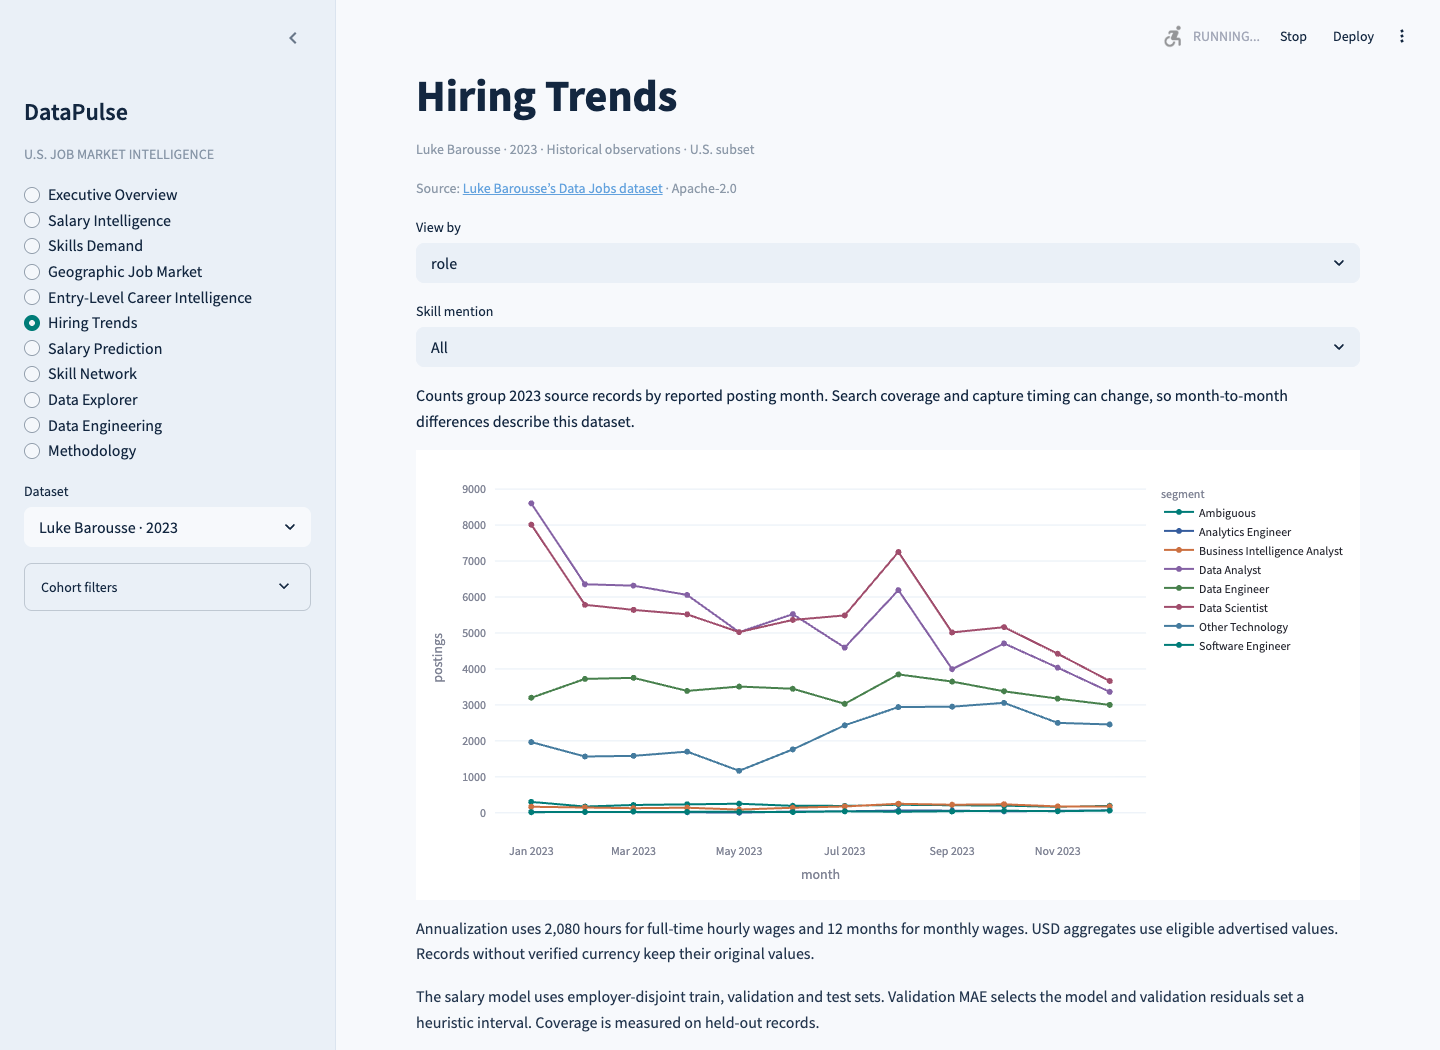 RUNNING...
Stop
Deploy
DataPulse
U.S. JOB MARKET INTELLIGENCE
Executive Overview
Salary Intelligence
Skills Demand
Geographic Job Market
Entry-Level Career Intelligence
Hiring Trends
Salary Prediction
Skill Network
Data Explorer
Data Engineering
Methodology
Dataset
Luke Barousse · 2023
Cohort filters
Hiring Trends
Luke Barousse · 2023 · Historical observations · U.S. subset
Source: Luke Barousse’s Data Jobs dataset · Apache-2.0
View by
role
Skill mention
All
Counts group 2023 source records by reported posting month. Search coverage and capture timing can change, so month-to-month
differences describe this dataset.
9000
8000
7000
6000
5000
4000
3000
2000
1000
0
postings
Jan 2023
Mar 2023
May 2023
Jul 2023
Sep 2023
Nov 2023
month
segment
Ambiguous
Analytics Engineer
Business Intelligence Analyst
Data Analyst
Data Engineer
Data Scientist
Other Technology
Software Engineer
Annualization uses 2,080 hours for full-time hourly wages and 12 months for monthly wages. USD aggregates use eligible advertised values.
Records without verified currency keep their original values.
The salary model uses employer-disjoint train, validation and test sets. Validation MAE selects the model and validation residuals set a
heuristic interval. Coverage is measured on held-out records.